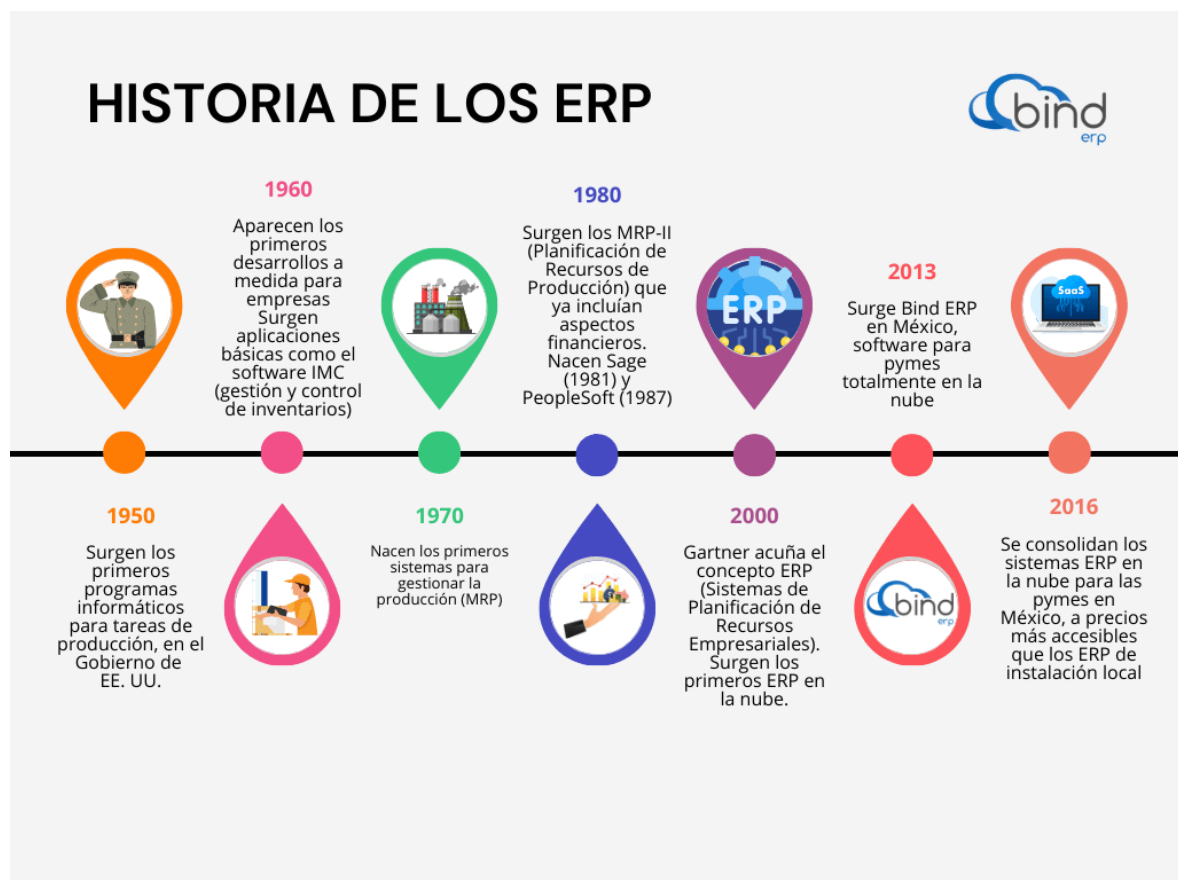 HISTORIA DE LOS ERP
bind
erp
1950
Surgen los
primeros
programas
informáticos
para tareas de
producción, en el
Gobierno de
EE. UU.
1960
Aparecen los
primeros
desarrollos a
medida para
empresas
Surgen
aplicaciones
básicas como el
software IMC
(gestión y control
de inventarios)
1970
Nacen los primeros
sistemas para
gestionar la
producción (MRP)
1980
Surgen los MRP-II
(Planificación de
Recursos de
Producción) que
ya incluían
aspectos
financieros.
Nacen Sage
(1981) y
PeopleSoft (1987)
ERP
2000
Gartner acuña el
concepto ERP
(Sistemas de
Planificación de
Recursos
Empresariales).
Surgen los
primeros ERP en
la nube.
2013
Surge Bind ERP
en México,
software para
pymes
totalmente en la
nube
bind
erp
SaaS
2016
Se consolidan los
sistemas ERP en
la nube para las
pymes en
México, a precios
más accesibles
que los ERP de
instalación local